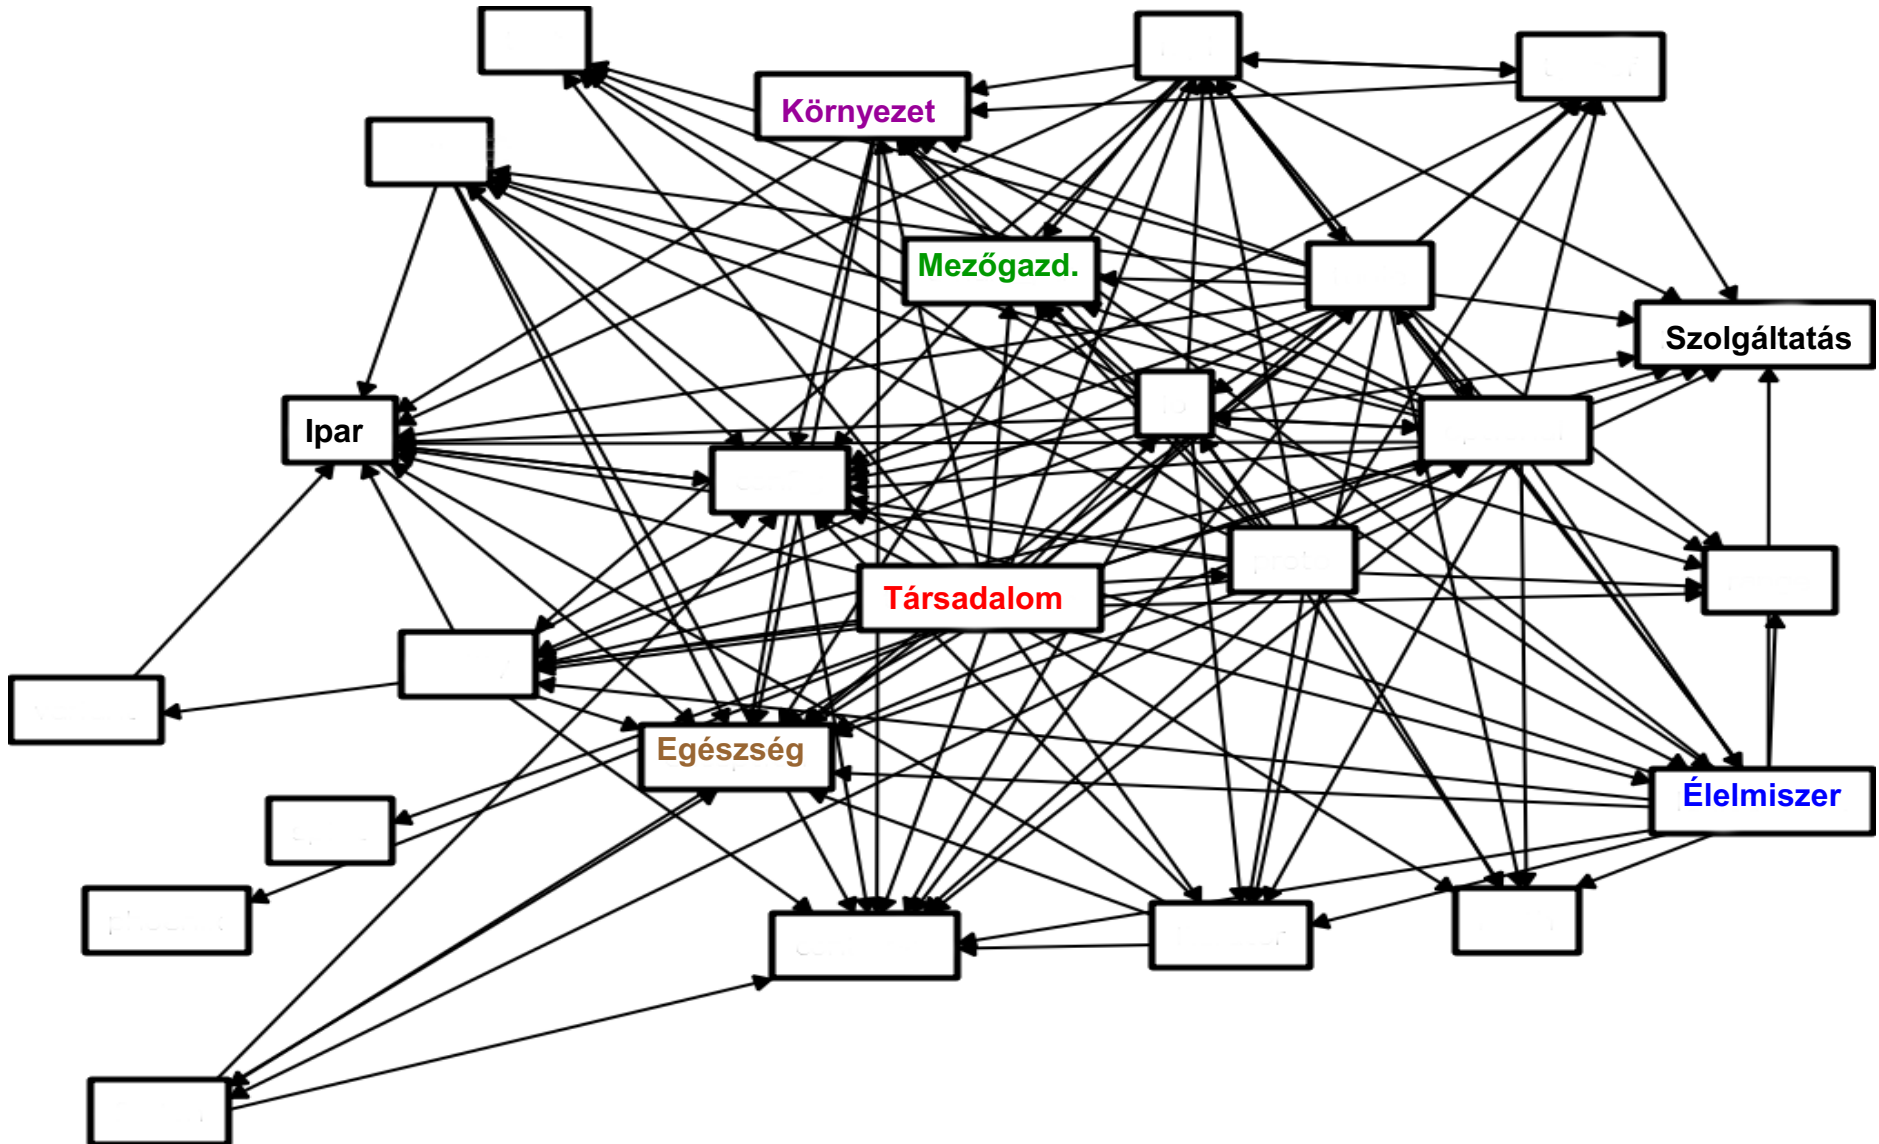 Környezet
Mezőgazd.
Szolgáltatás
Ipar
Társadalom
Egészség
Élelmiszer